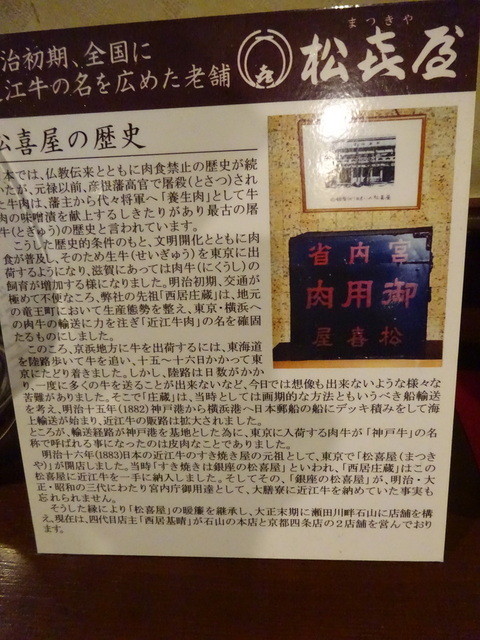 治初期、全国に
江牛の名を広めた老舗
まつきや
松㐂屋
松喜屋の歴史
本では、仏教伝来とともに肉食禁止の歴史が続
いたが、元禄以前、彦根藩高官で屠殺(とさつ)され
た牛肉は、藩主から代々将軍へ「養生肉」として牛
肉の味噌漬を献上するしきたりがあり最古の屠
牛(とぎゅう)の歴史と言われています。
こうした歴史的条件のもと、文明開化とともに肉
食が普及し、そのため生牛(せいぎゅう)を東京に出
荷するようになり、滋賀にあっては肉牛(にくうし)の
飼育が増加する様になりました。明治初期、交通が
極めて不便なころ、弊社の先祖「西居庄蔵」は、地元
の竜王町において生産態勢を整え、東京・横浜へ
の肉牛の輸送に力を注ぎ「近江牛肉」の名を確固
たるものにしました。
このころ、京浜地方に牛を出荷するには、東海道
を陸路歩いて牛を追い、十五〜十六日かかって東
京にたどり着きました。しかし、陸路は日数がかか
り、一度に多くの牛を送ることが出来ないなど、今日では想像も出来ないような様々な
苦難がありました。そこで「庄蔵」は、当時としては画期的な方法ともいうべき船輸送
を考え、明治十五年(1882)神戸港から横浜港へ日本郵船の船にデッキ積みをして海
上輸送が始まり、近江牛の販路は拡大されました。
ところが、輸送経路が神戸港を基地とした為に、東京に入荷する肉牛が「神戸牛」の名
称で呼ばれる事になったのは皮肉なことでありました。
明治十六年(1883)日本の近江牛のすき焼き屋の元祖として、東京で「松喜屋(まつき
や)」が開店しました。当時「すき焼きは銀座の松喜屋」といわれ、「西居庄蔵」はこの
松喜屋に近江牛を一手に納入しました。そしてその、「銀座の松喜屋」が、明治・大
正・昭和の三代にわたり宮内庁御用達として、大膳寮に近江牛を納めていた事実も
忘れられません。
そうした縁により「松喜屋」の暖簾を継承し、大正末期に瀬田川畔石山に店舗を構
え、現在は、四代目店主「西居基晴」が石山の本店と京都四条店の2店舗を営んでおり
ます。
宮内省
御用肉
松喜屋